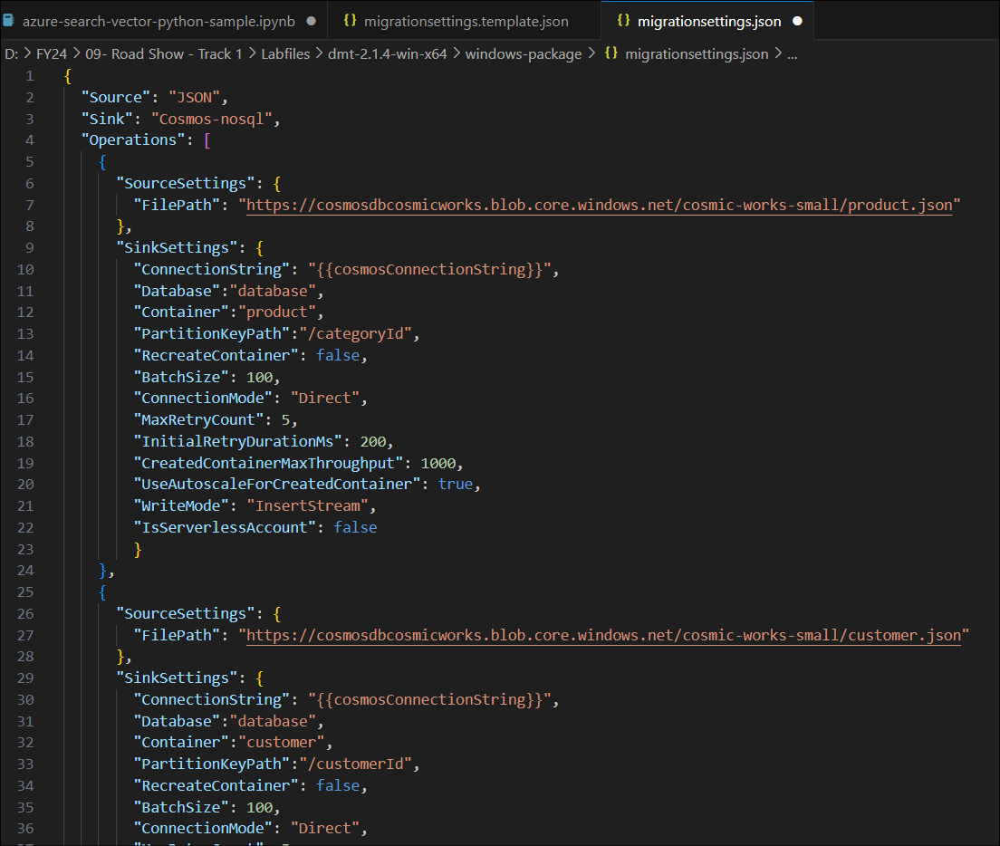 azure-search-vector-python-sample.ipynb ● {} migrationsettings.template.json {} migrationsettings.json ●
D: > FY24 > 09- Road Show - Track 1 > Labfiles > dmt-2.1.4-win-x64 > windows-package > {} migrationsettings.json > ...
1 {
2 "Source": "JSON",
3 "Sink": "Cosmos-nosql",
4 "Operations": [
5 {
6 "SourceSettings": {
7 "FilePath": "https://cosmosdbcosmicworks.blob.core.windows.net/cosmic-works-small/product.json"
8 },
9 "SinkSettings": {
10 "ConnectionString": "{{cosmosConnectionString}}",
11 "Database":"database",
12 "Container":"product",
13 "PartitionKeyPath":"/categoryId",
14 "RecreateContainer": false,
15 "BatchSize": 100,
16 "ConnectionMode": "Direct",
17 "MaxRetryCount": 5,
18 "InitialRetryDurationMs": 200,
19 "CreatedContainerMaxThroughput": 1000,
20 "UseAutoscaleForCreatedContainer": true,
21 "WriteMode": "InsertStream",
22 "IsServerlessAccount": false
23 }
24 },
25 {
26 "SourceSettings": {
27 "FilePath": "https://cosmosdbcosmicworks.blob.core.windows.net/cosmic-works-small/customer.json"
28 },
29 "SinkSettings": {
30 "ConnectionString": "{{cosmosConnectionString}}",
31 "Database":"database",
32 "Container":"customer",
33 "PartitionKeyPath":"/customerId",
34 "RecreateContainer": false,
35 "BatchSize": 100,
36 "ConnectionMode": "Direct",